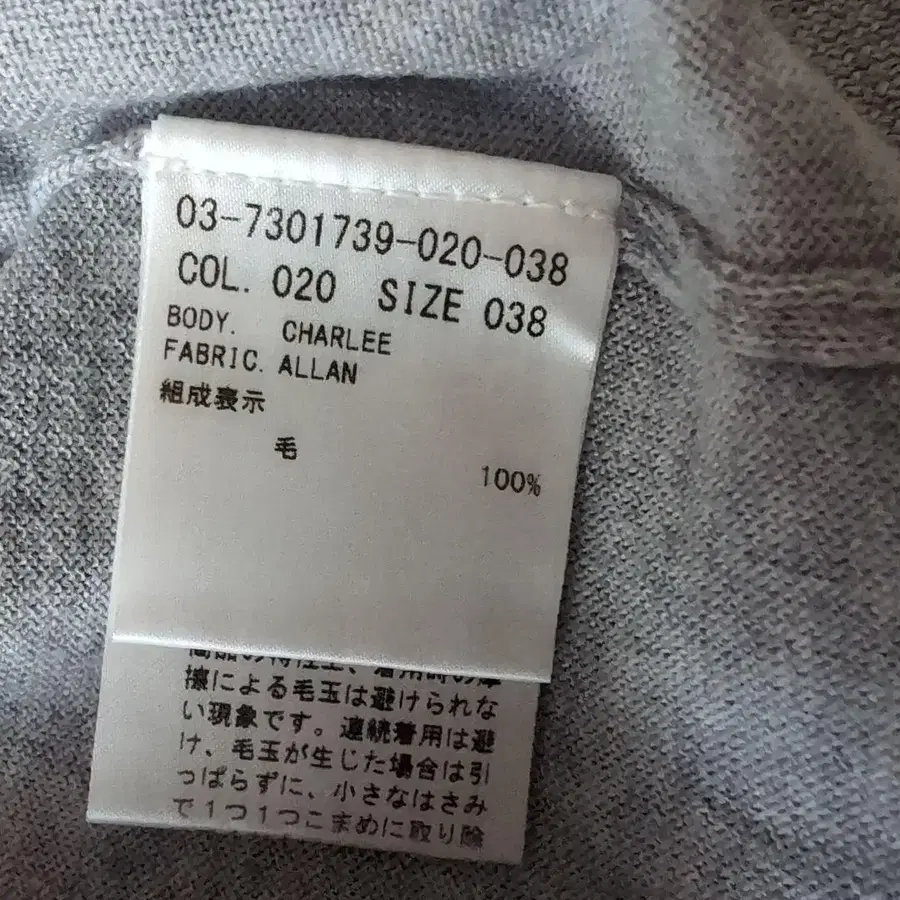 03-7301739-020-038
COL. 020 SIZE 038
BODY. CHARLEE
FABRIC. ALLAN
組成表示
毛 100%
擦による毛玉は避けられな
い現象です。連続着用は避
け、毛玉が生じた場合は引
っぱらずに、小さなはさみ
で1つ1つこまめに取り除